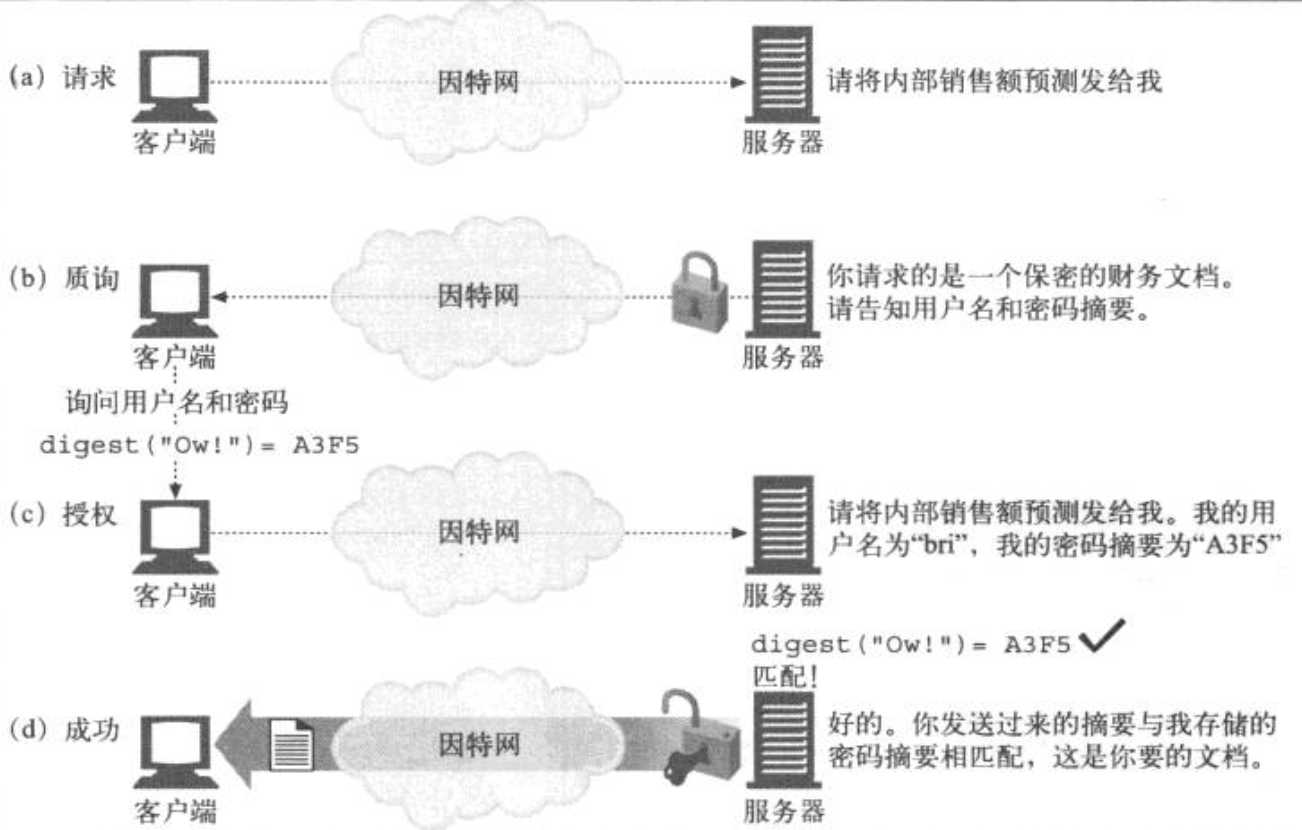 (a) 请求
因特网
请将内部销售额预测发给我
客户端
服务器
(b) 质询
因特网
你请求的是一个保密的财务文档。
请告知用户名和密码摘要。
客户端
服务器
询问用户名和密码
digest("Ow!")= A3F5
(c) 授权
因特网
请将内部销售额预测发给我。我的用
户名为“bri”，我的密码摘要为“A3F5”
客户端
服务器
digest("Ow!")= A3F5
匹配!
(d) 成功
因特网
好的。你发送过来的摘要与我存储的
密码摘要相匹配，这是你要的文档。
客户端
服务器